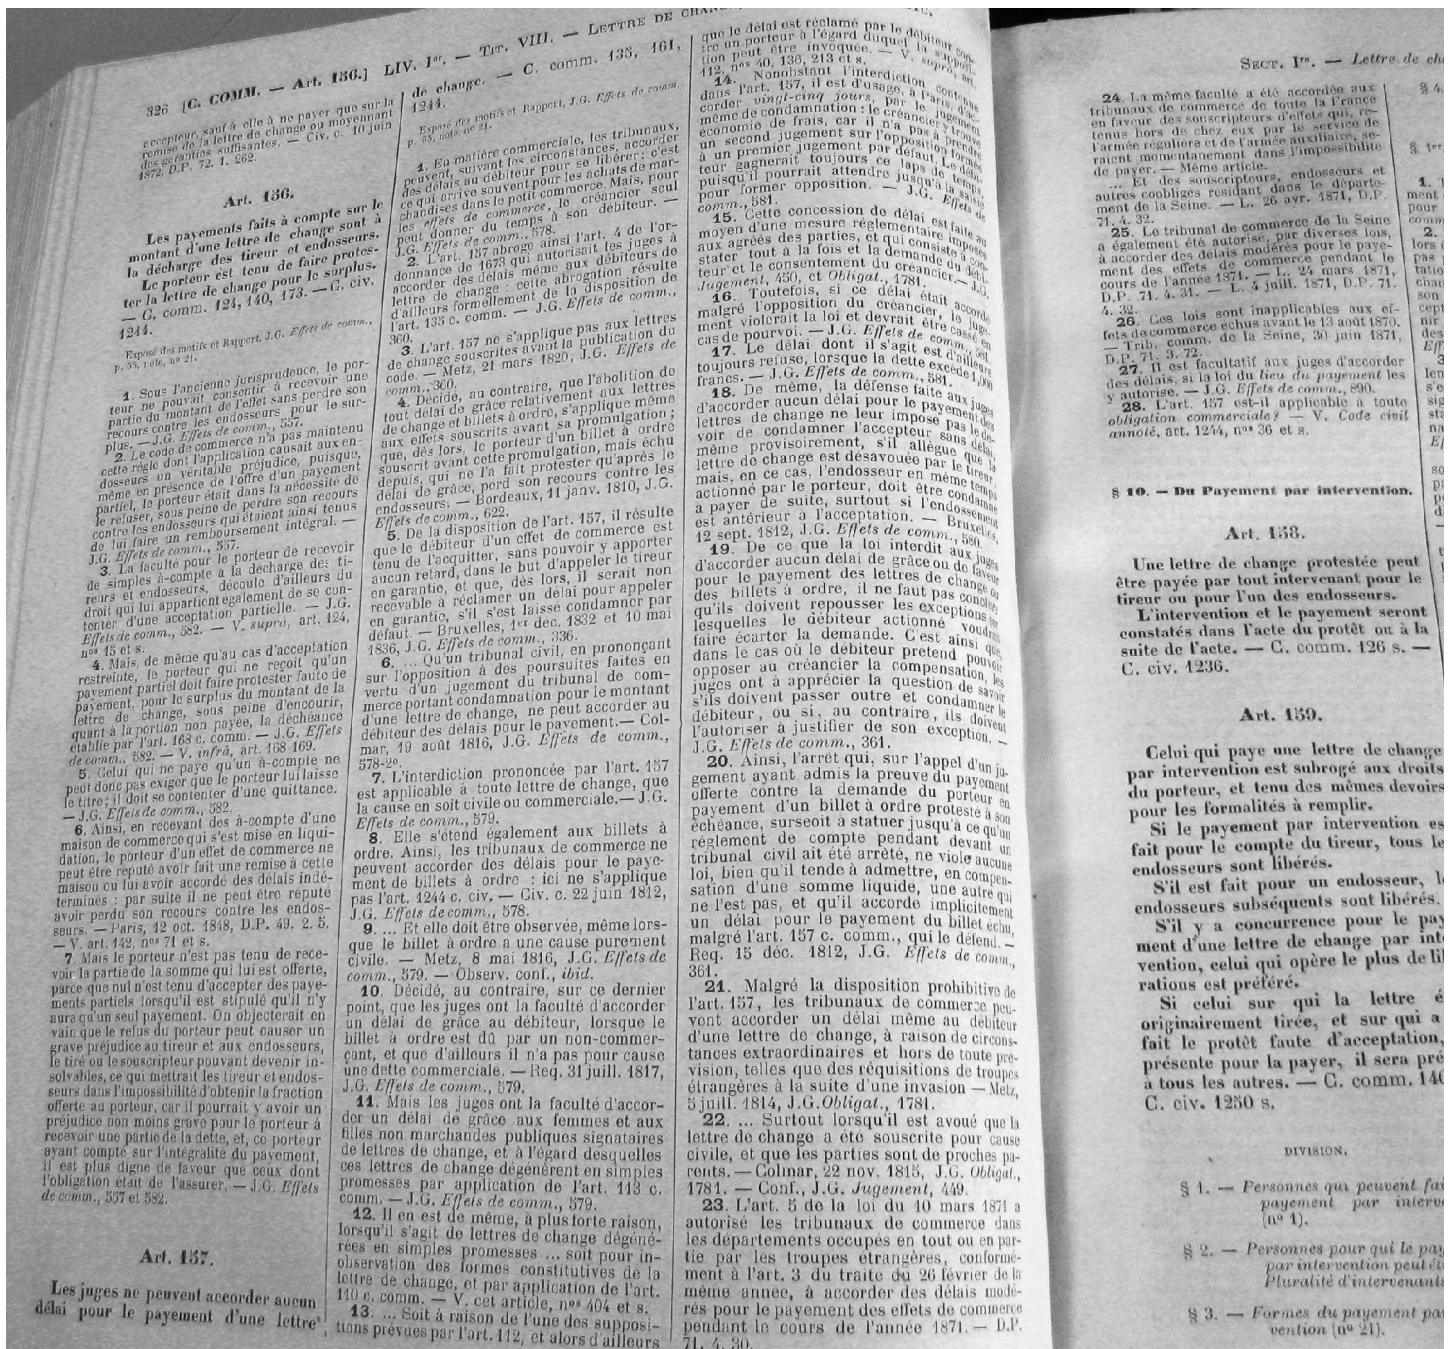 326 [C. COMM. — Art. 156.] LIV. Ier. — TIT. VIII. — LETTRE DE
accepteur, sauf à elle à ne payer que sur la
remise de la lettre de change ou moyennant
des garanties suffisantes. — Civ. c. 10 juin
1872, D.P. 72. 1. 262.
Art. 156.
Les payements faits à compte sur le
montant d'une lettre de change sont à
la décharge des tireur et endosseurs.
Le porteur est tenu de faire protes-
ter la lettre de change pour le surplus.
— C. comm. 124, 140, 173. — C. civ.
1244.
Exposé des motifs et Rapport, J.G. Effets de comm.,
p. 55, note, no 21.
1. Sous l'ancienne jurisprudence, le por-
teur ne pouvait consentir à recevoir une
partie du montant de l'effet sans perdre son
recours contre les endosseurs pour le sur-
plus. — J.G. Effets de comm., 557.
2. Le code de commerce n'a pas maintenu
cette règle dont l'application causait aux en-
dosseurs un véritable préjudice, puisque,
même en présence de l'offre d'un payement
partiel, le porteur était dans la nécessité de
le refuser, sous peine de perdre son recours
contre les endosseurs qui étaient ainsi tenus
de lui faire un remboursement intégral. —
J.G. Effets de comm., 557.
3. La faculté pour le porteur de recevoir
de simples à-compte à la décharge des ti-
reurs et endosseurs, découle d'ailleurs du
droit qui lui appartient également de se con-
tenter d'une acceptation partielle. — J.G.
Effets de comm., 582. — V. suprà, art. 124,
nos 15 et s.
4. Mais, de même qu'au cas d'acceptation
restreinte, le porteur qui ne reçoit qu'un
payement partiel doit faire protester faute de
payement, pour le surplus du montant de la
lettre de change, sous peine d'encourir,
quant à la portion non payée, la déchéance
établie par l'art. 168 c. comm. — J.G. Effets
de comm., 582. — V. infrà, art. 168-169.
5. Celui qui ne paye qu'un à-compte ne
peut donc pas exiger que le porteur lui laisse
le titre; il doit se contenter d'une quittance.
— J.G. Effets de comm., 582.
6. Ainsi, en recevant des à-compte d'une
maison de commerce qui s'est mise en liqui-
dation, le porteur d'un effet de commerce ne
peut être réputé avoir fait une remise à cette
maison ou lui avoir accordé des délais indé-
terminés : par suite il ne peut être réputé
avoir perdu son recours contre les endos-
seurs. — Paris, 12 oct. 1848, D.P. 49. 2. 5.
— V. art. 142, nos 71 et s.
7. Mais le porteur n'est pas tenu de rece-
voir la partie de la somme qui lui est offerte,
parce que nul n'est tenu d'accepter des paye-
ments partiels lorsqu'il est stipulé qu'il n'y
aura qu'un seul payement. On objecterait en
vain que le refus du porteur peut causer un
grave préjudice au tireur et aux endosseurs,
le tiré ou le souscripteur pouvant devenir in-
solvables, ce qui mettrait les tireur et endos-
seurs dans l'impossibilité d'obtenir la fraction
offerte au porteur, car il pourrait y avoir un
préjudice non moins grave pour le porteur à
recevoir une partie de la dette, et, ce porteur
ayant compté sur l'intégralité du payement,
il est plus digne de faveur que ceux dont
l'obligation était de l'assurer. — J.G. Effets
de comm., 557 et 582.
Art. 157.
Les juges ne peuvent accorder aucun
délai pour le payement d'une lettre
de change. — C. comm. 135, 161,
1244.
Exposé des motifs et Rapport, J.G. Effets de comm.
p. 55, note, no 21.
1. En matière commerciale, les tribunaux,
peuvent, suivant les circonstances, accorder
des délais au débiteur pour se libérer; c'est
ce qui arrive souvent pour les achats de mar-
chandises dans le petit commerce. Mais, pour
les effets de commerce, le créancier seul
peut donner du temps à son débiteur. —
J.G. Effets de comm., 578.
2. L'art. 157 abroge ainsi l'art. 4 de l'or-
donnance de 1673 qui autorisait les juges à
accorder des délais même aux débiteurs de
lettre de change : cette abrogation résulte
d'ailleurs formellement de la disposition de
l'art. 135 c. comm. — J.G. Effets de comm.,
360.
3. L'art. 157 ne s'applique pas aux lettres
de change souscrites avant la publication du
code. — Metz, 21 mars 1820, J.G. Effets de
comm., 360.
4. Décidé, au contraire, que l'abolition de
tout délai de grâce relativement aux lettres
de change et billets à ordre, s'applique même
aux effets souscrits avant sa promulgation ;
que, dès lors, le porteur d'un billet à ordre
souscrit avant cette promulgation, mais échu
depuis, qui ne l'a fait protester qu'après le
délai de grâce, perd son recours contre les
endosseurs. — Bordeaux, 11 janv. 1810, J.G.
Effets de comm., 622.
5. De la disposition de l'art. 157, il résulte
que le débiteur d'un effet de commerce est
tenu de l'acquitter, sans pouvoir y apporter
aucun retard, dans le but d'appeler le tireur
en garantie, et que, dès lors, il serait non
recevable à réclamer un délai pour appeler
en garantie, s'il s'est laissé condamner par
défaut. — Bruxelles, 1er déc. 1832 et 10 mai
1836, J.G. Effets de comm., 336.
6. ... Qu'un tribunal civil, en prononçant
sur l'opposition à des poursuites faites en
vertu d'un jugement du tribunal de com-
merce portant condamnation pour le montant
d'une lettre de change, ne peut accorder au
débiteur des délais pour le payement. — Col-
mar, 19 août 1816, J.G. Effets de comm.,
578-2o.
7. L'interdiction prononcée par l'art. 157
est applicable à toute lettre de change, que
la cause en soit civile ou commerciale. — J.G.
Effets de comm., 579.
8. Elle s'étend également aux billets à
ordre. Ainsi, les tribunaux de commerce ne
peuvent accorder des délais pour le paye-
ment de billets à ordre : ici ne s'applique
pas l'art. 1244 c. civ. — Civ. c. 22 juin 1812,
J.G. Effets de comm., 578.
9. ... Et elle doit être observée, même lors-
que le billet à ordre a une cause purement
civile. — Metz, 8 mai 1816, J.G. Effets de
comm., 579. — Observ. conf., ibid.
10. Décidé, au contraire, sur ce dernier
point, que les juges ont la faculté d'accorder
un délai de grâce au débiteur, lorsque le
billet à ordre est dû par un non-commer-
çant, et que d'ailleurs il n'a pas pour cause
une dette commerciale. — Req. 31 juill. 1817,
J.G. Effets de comm., 579.
11. Mais les juges ont la faculté d'accor-
der un délai de grâce aux femmes et aux
filles non marchandes publiques signataires
de lettres de change, et à l'égard desquelles
ces lettres de change dégénèrent en simples
promesses par application de l'art. 113 c.
comm. — J.G. Effets de comm., 579.
12. Il en est de même, à plus forte raison,
lorsqu'il s'agit de lettres de change dégéné-
rées en simples promesses ... soit pour in-
observation des formes constitutives de la
lettre de change, et par application de l'art.
110 c. comm. — V. cet article, nos 404 et s.
13. ... Soit à raison de l'une des supposi-
tions prévues par l'art. 112, et alors d'ailleurs
que le délai est réclamé par le débiteur con-
tre un porteur à l'égard duquel la supposi-
tion peut être invoquée. — V. suprà, art.
112, nos 40, 136, 213 et s.
14. Nonobstant l'interdiction contenue
dans l'art. 157, il est d'usage, à Paris, d'ac-
corder vingt-cinq jours, par le jugement
même de condamnation : le créancier y trouve
économie de frais, car il n'a pas à prendre
un second jugement sur l'opposition formée
à un premier jugement par défaut. Le débi-
teur gagnerait toujours ce laps de temps
puisqu'il pourrait attendre jusqu'à la saisie
pour former opposition. — J.G. Effets de
comm., 581.
15. Cette concession de délai est faite au
moyen d'une mesure réglementaire imposée
aux agréés des parties, et qui consiste à con-
stater tout à la fois et la demande du débi-
teur et le consentement du créancier. — J.G.
Jugement, 450, et Obligat., 1781.
16. Toutefois, si ce délai était accordé
malgré l'opposition du créancier, le juge-
ment violerait la loi et devrait être cassé en
cas de pourvoi. — J.G. Effets de comm., 581.
17. Le délai dont il s'agit est d'ailleurs
toujours refusé, lorsque la dette excède 1,000
francs. — J.G. Effets de comm., 581.
18. De même, la défense faite aux juges
d'accorder aucun délai pour le payement des
lettres de change ne leur impose pas le de-
voir de condamner l'accepteur sans délai,
même provisoirement, s'il allègue que la
lettre de change est désavouée par le tireur;
mais, en ce cas, l'endosseur en même temps
actionné par le porteur, doit être condamné
à payer de suite, surtout si l'endossement
est antérieur à l'acceptation. — Bruxelles,
12 sept. 1812, J.G. Effets de comm., 580.
19. De ce que la loi interdit aux juges
d'accorder aucun délai de grâce ou de faveur
pour le payement des lettres de change ou
des billets à ordre, il ne faut pas conclure
qu'ils doivent repousser les exceptions par
lesquelles le débiteur actionné voudrait
faire écarter la demande. C'est ainsi que,
dans le cas où le débiteur prétend pouvoir
opposer au créancier la compensation, les
juges ont à apprécier la question de savoir
s'ils doivent passer outre et condamner le
débiteur, ou si, au contraire, ils doivent
l'autoriser à justifier de son exception. —
J.G. Effets de comm., 361.
20. Ainsi, l'arrêt qui, sur l'appel d'un ju-
gement ayant admis la preuve du payement
offerte contre la demande du porteur en
payement d'un billet à ordre protesté à son
échéance, surseoit à statuer jusqu'à ce qu'un
règlement de compte pendant devant un
tribunal civil ait été arrêté, ne viole aucune
loi, bien qu'il tende à admettre, en compen-
sation d'une somme liquide, une autre qui
ne l'est pas, et qu'il accorde implicitement
un délai pour le payement du billet échu,
malgré l'art. 157 c. comm., qui le défend. —
Req. 15 déc. 1812, J.G. Effets de comm.,
361.
21. Malgré la disposition prohibitive de
l'art. 157, les tribunaux de commerce peu-
vent accorder un délai même au débiteur
d'une lettre de change, à raison de circons-
tances extraordinaires et hors de toute pré-
vision, telles que des réquisitions de troupes
étrangères à la suite d'une invasion — Metz,
5 juill. 1814, J.G. Obligat., 1781.
22. ... Surtout lorsqu'il est avoué que la
lettre de change a été souscrite pour cause
civile, et que les parties sont de proches pa-
rents. — Colmar, 22 nov. 1815, J.G. Obligat.,
1781. — Conf., J.G. Jugement, 449.
23. L'art. 5 de la loi du 10 mars 1871 a
autorisé les tribunaux de commerce dans
les départements occupés en tout ou en par-
tie par les troupes étrangères, conformé-
ment à l'art. 3 du traité du 26 février de la
même année, à accorder des délais modé-
rés pour le payement des effets de commerce
pendant le cours de l'année 1871. — D.P.
71. 4. 30.
SECT. Ire. — Lettre de
24. La même faculté a été accordée aux
tribunaux de commerce de toute la France
en faveur des souscripteurs d'effets qui, re-
tenus hors de chez eux par le service de
l'armée régulière et de l'armée auxiliaire, se-
raient momentanément dans l'impossibilité
de payer. — Même article.
... Et des souscripteurs, endosseurs et
autres coobligés résidant dans le départe-
ment de la Seine. — L. 26 avr. 1871, D.P.
71. 4. 32.
25. Le tribunal de commerce de la Seine
a également été autorisé, par diverses lois,
à accorder des délais modérés pour le paye-
ment des effets de commerce pendant le
cours de l'année 1871. — L. 24 mars 1871,
D.P. 71. 4. 31. — L. 4 juill. 1871, D.P. 71.
4. 32.
26. Ces lois sont inapplicables aux ef-
fets de commerce échus avant le 13 août 1870.
— Trib. comm. de la Seine, 30 juin 1871,
D.P. 71. 3. 72.
27. Il est facultatif aux juges d'accorder
des délais, si la loi du lieu du payement les
y autorise. — J.G. Effets de comm., 890.
28. L'art. 157 est-il applicable à toute
obligation commerciale? — V. Code civil
annoté, art. 1244, nos 36 et s.
§ 10. — Du Payement par intervention.
Art. 158.
Une lettre de change protestée peut
être payée par tout intervenant pour le
tireur ou pour l'un des endosseurs.
L'intervention et le payement seront
constatés dans l'acte du protêt ou à la
suite de l'acte. — C. comm. 126 s. —
C. civ. 1236.
Art. 159.
Celui qui paye une lettre de change
par intervention est subrogé aux droits
du porteur, et tenu des mêmes devoirs
pour les formalités à remplir.
Si le payement par intervention es
fait pour le compte du tireur, tous le
endosseurs sont libérés.
S'il est fait pour un endosseur, l
endosseurs subséquents sont libérés.
S'il y a concurrence pour le pay
ment d'une lettre de change par int
vention, celui qui opère le plus de li
rations est préféré.
Si celui sur qui la lettre é
originairement tirée, et sur qui a
fait le protêt faute d'acceptation,
présente pour la payer, il sera pré
à tous les autres. — C. comm. 140
C. civ. 1250 s.
DIVISION.
§ 1. — Personnes qui peuvent fai
payement par interv
(no 1).
§ 2. — Personnes pour qui le pay
par intervention peut êt
Pluralité d'intervenants
§ 3. — Formes du payement pa
vention (no 21).
§ 4.
§ 1er
1.
ment
pour
comm
2.
lors
pas